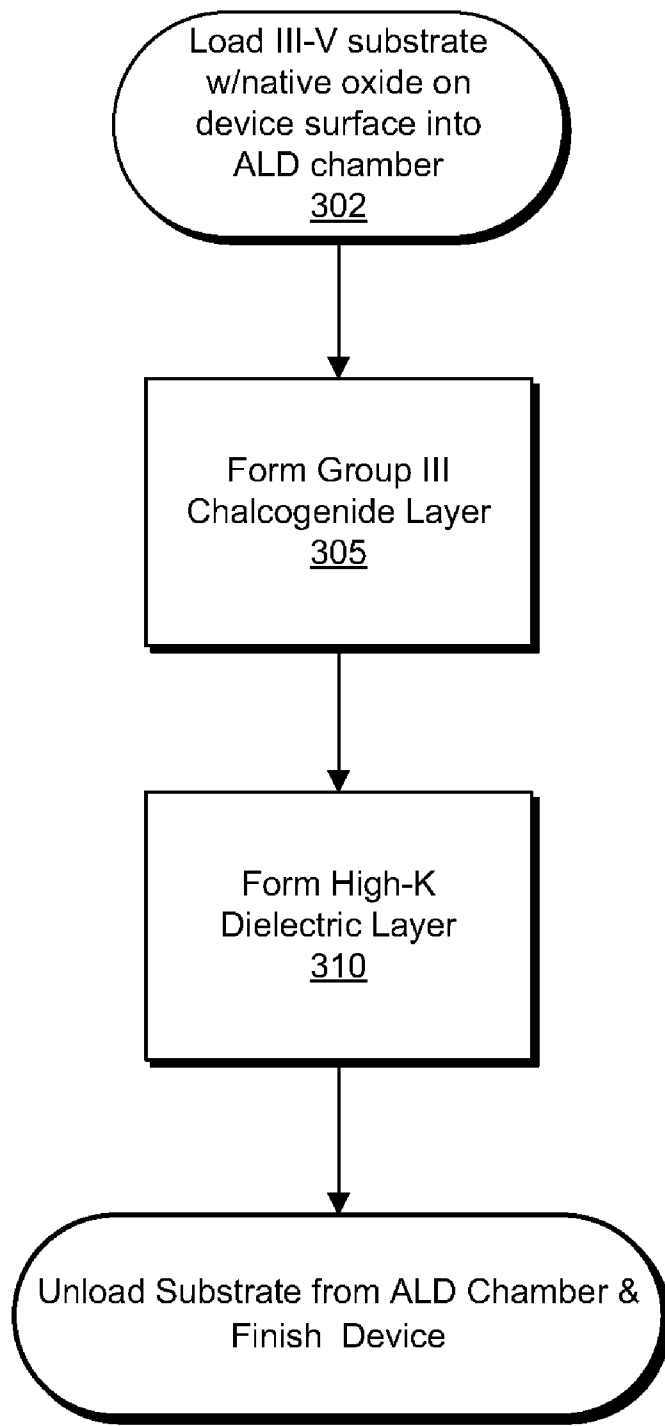 Load III-V substrate
w/native oxide on
device surface into
ALD chamber
302
Form Group III
Chalcogenide Layer
305
Form High-K
Dielectric Layer
310
Unload Substrate from ALD Chamber &
Finish Device